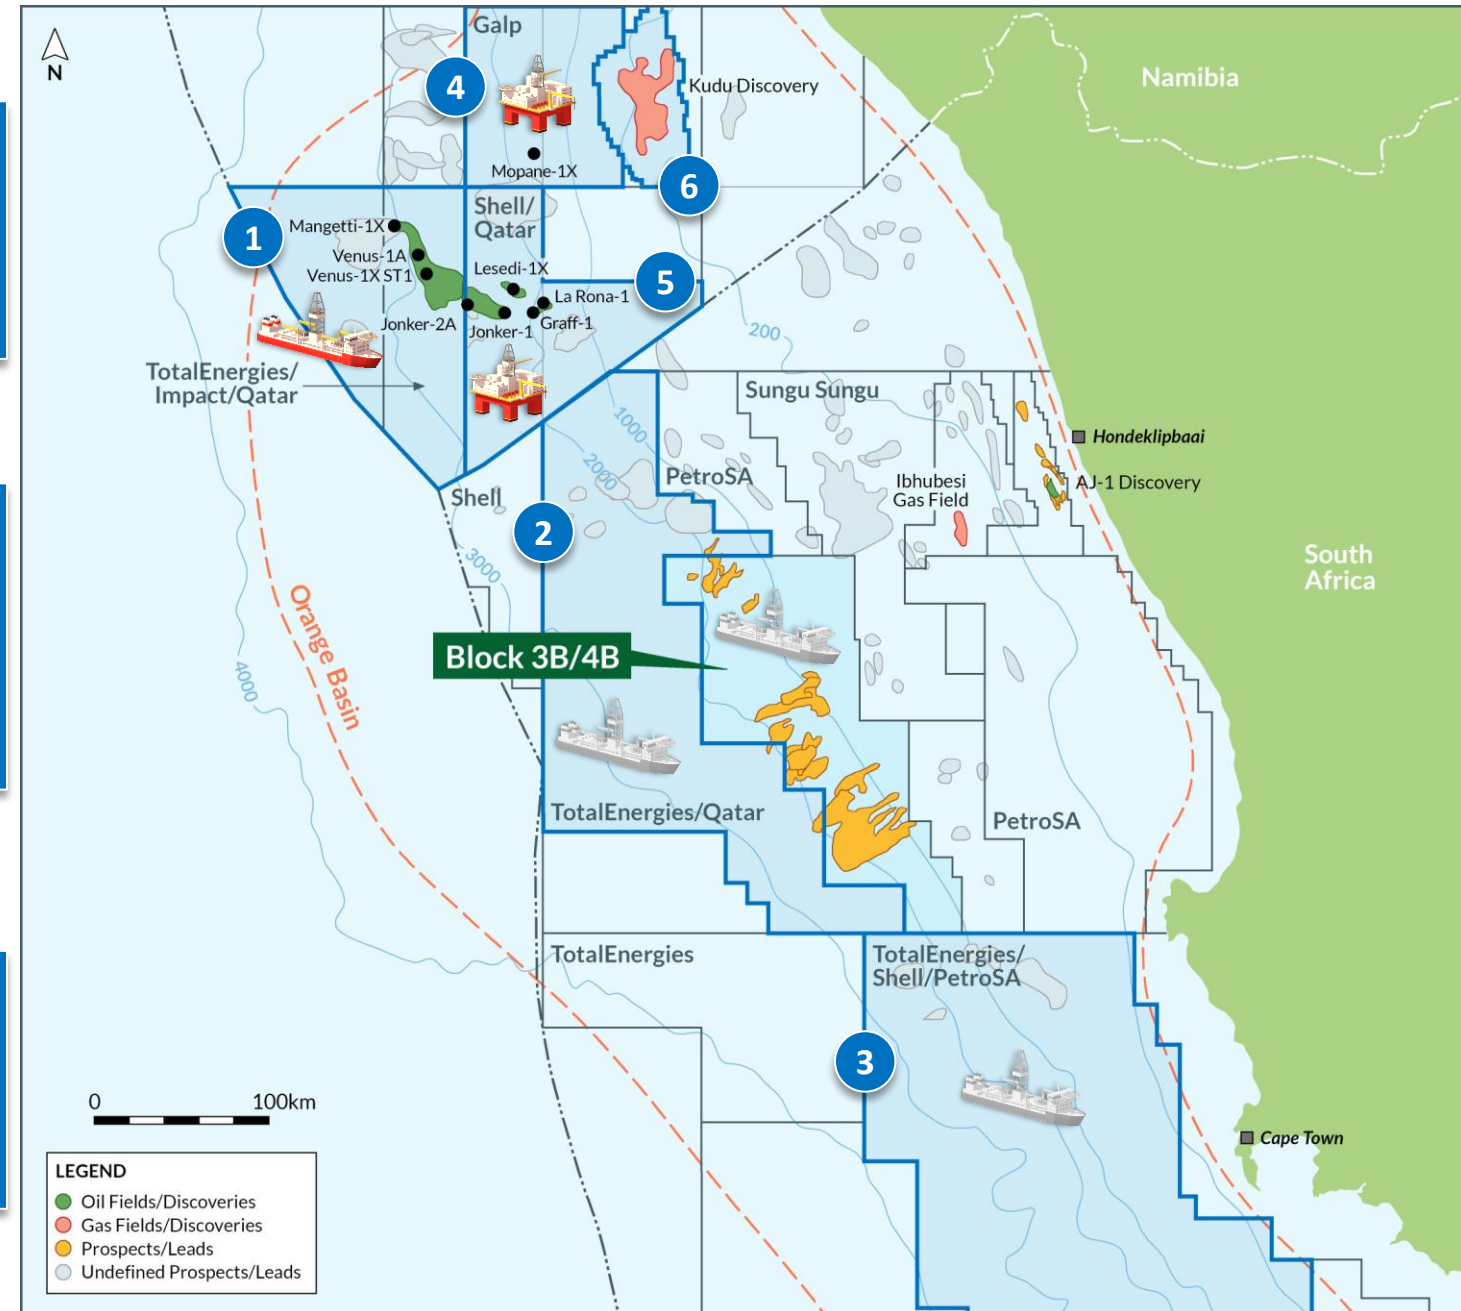 Galp
N
4
Kudu Discovery
Namibia
Mopane-1X
6
Shell/
Qatar
1
Mangetti-1X
Venus-1A
Venus-1X ST1
Lesedi-1X
5
La Rona-1
Jonker-2A
Jonker-1
Graff-1
200
TotalEnergies/
Impact/Qatar
Sungu Sungu
1000
Hondeklipbaai
2000
PetroSA
Ibhubesi
Gas Field
AJ-1 Discovery
Shell
2
3000
South
Africa
Orange Basin
Block 3B/4B
4000
TotalEnergies/Qatar
PetroSA
TotalEnergies
TotalEnergies/
Shell/PetroSA
3
0 100km
Cape Town
LEGEND
Oil Fields/Discoveries
Gas Fields/Discoveries
Prospects/Leads
Undefined Prospects/Leads